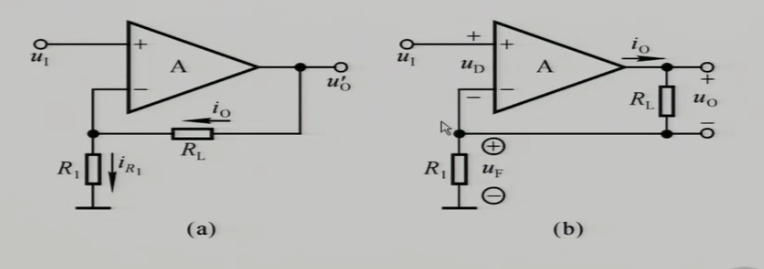 u_I + A − u'_O
i_O
R_L
R_1 i_{R_1}
(a)
u_I + + u_D A − − i_O R_L + u_O −
R_1 ⊕ u_F ⊖
(b)